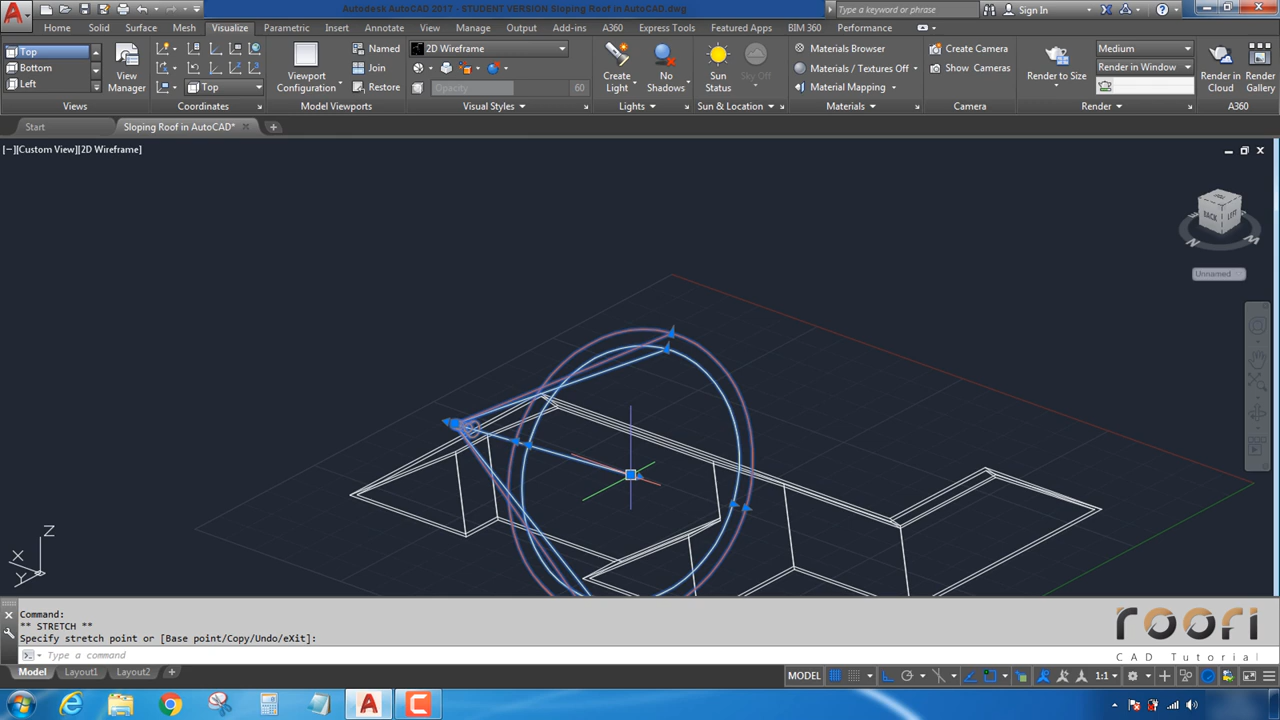 Autodesk AutoCAD 2017 - STUDENT VERSION Sloping Roof in AutoCAD.dwg
Type a keyword or phrase
Sign In
Home Solid Surface Mesh Visualize Parametric Insert Annotate View Manage Output Add-ins A360 Express Tools Featured Apps BIM 360 Performance
Top
Bottom
Left
View
Manager
Top
Viewport
Configuration
Named
Join
Restore
2D Wireframe
Opacity 60
Create
Light
No
Shadows
Sun
Status
Sky Off
Materials Browser
Materials / Textures Off
Material Mapping
Create Camera
Show Cameras
Render to Size
Medium
Render in Window
Render in
Cloud
Render
Gallery
Views Coordinates Model Viewports Visual Styles Lights Sun & Location Materials Camera Render A360
Start Sloping Roof in AutoCAD*
[−][Custom View][2D Wireframe]
BACK LEFT
N W
Unnamed
Z
X
Y
Command:
** STRETCH **
Specify stretch point or [Base point/Copy/Undo/eXit]:
Type a command
roofi
CAD Tutorial
Model Layout1 Layout2
MODEL
1:1